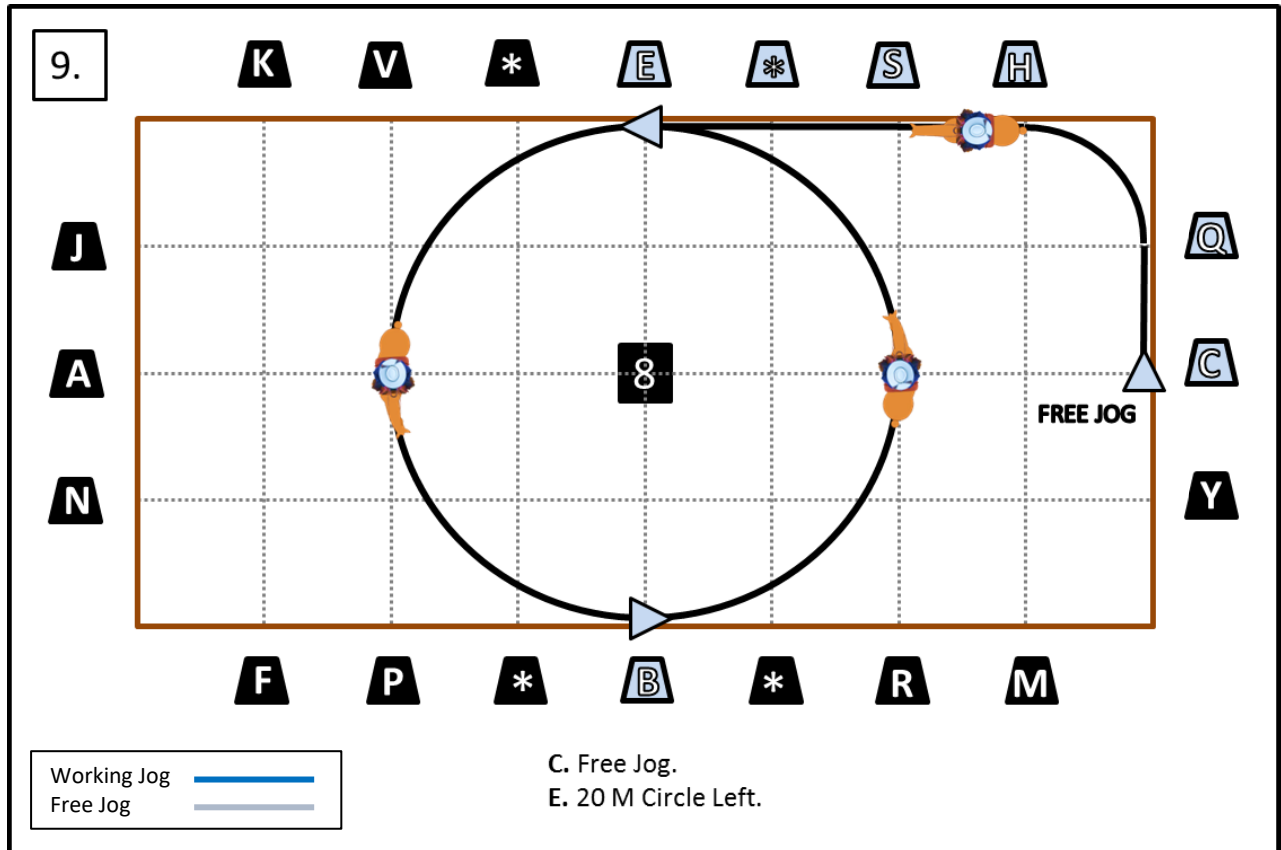 9.
K V * E * S H
J Q
A 8 C
FREE JOG
N Y
F P * B * R M
Working Jog
Free Jog
C. Free Jog.
E. 20 M Circle Left.